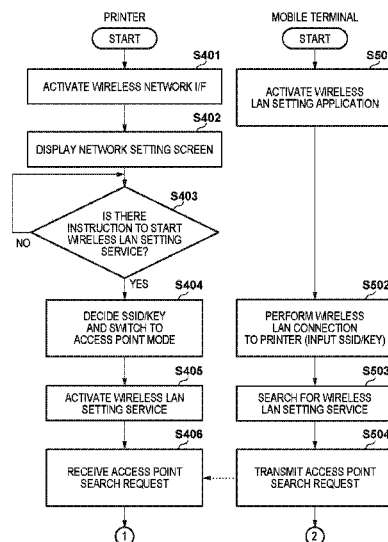 PRINTER
START
S401
ACTIVATE WIRELESS NETWORK I/F
S402
DISPLAY NETWORK SETTING SCREEN
S403
IS THERE
INSTRUCTION TO START
WIRELESS LAN SETTING
SERVICE?
NO
YES
S404
DECIDE SSID/KEY
AND SWITCH TO
ACCESS POINT MODE
S405
ACTIVATE WIRELESS LAN
SETTING SERVICE
S406
RECEIVE ACCESS POINT
SEARCH REQUEST
1
MOBILE TERMINAL
START
S50
ACTIVATE WIRELESS
LAN SETTING APPLICATION
S502
PERFORM WIRELESS
LAN CONNECTION
TO PRINTER (INPUT SSID/KEY)
S503
SEARCH FOR WIRELESS
LAN SETTING SERVICE
S504
TRANSMIT ACCESS POINT
SEARCH REQUEST
2